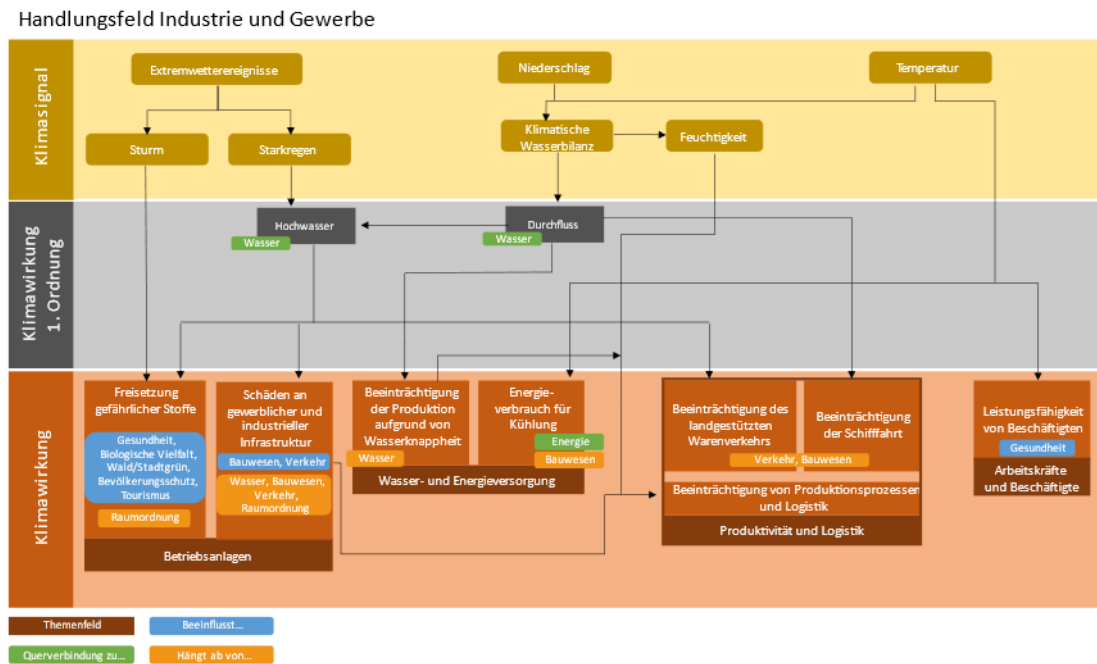 Handlungsfeld Industrie und Gewerbe
Klimasignal
Extremwetterereignisse
Niederschlag
Temperatur
Sturm
Starkregen
Klimatische
Wasserbilanz
Feuchtigkeit
Klimawirkung
1. Ordnung
Hochwasser
Wasser
Durchfluss
Wasser
Klimawirkung
Freisetzung
gefährlicher Stoffe
Gesundheit,
Biologische Vielfalt,
Wald/Stadtgrün,
Bevölkerungsschutz,
Tourismus
Raumordnung
Schäden an
gewerblicher und
industrieller
Infrastruktur
Bauwesen, Verkehr
Wasser, Bauwesen,
Verkehr,
Raumordnung
Betriebsanlagen
Beeinträchtigung
der Produktion
aufgrund von
Wasserknappheit
Wasser
Energie-
verbrauch für
Kühlung
Energie
Bauwesen
Wasser- und Energieversorgung
Beeinträchtigung des
landgestützten
Warenverkehrs
Beeinträchtigung
der Schifffahrt
Verkehr, Bauwesen
Beeinträchtigung von Produktionsprozessen
und Logistik
Produktivität und Logistik
Leistungsfähigkeit
von Beschäftigten
Gesundheit
Arbeitskräfte
und Beschäftigte
Themenfeld
Beeinflusst...
Querverbindung zu...
Hängt ab von...